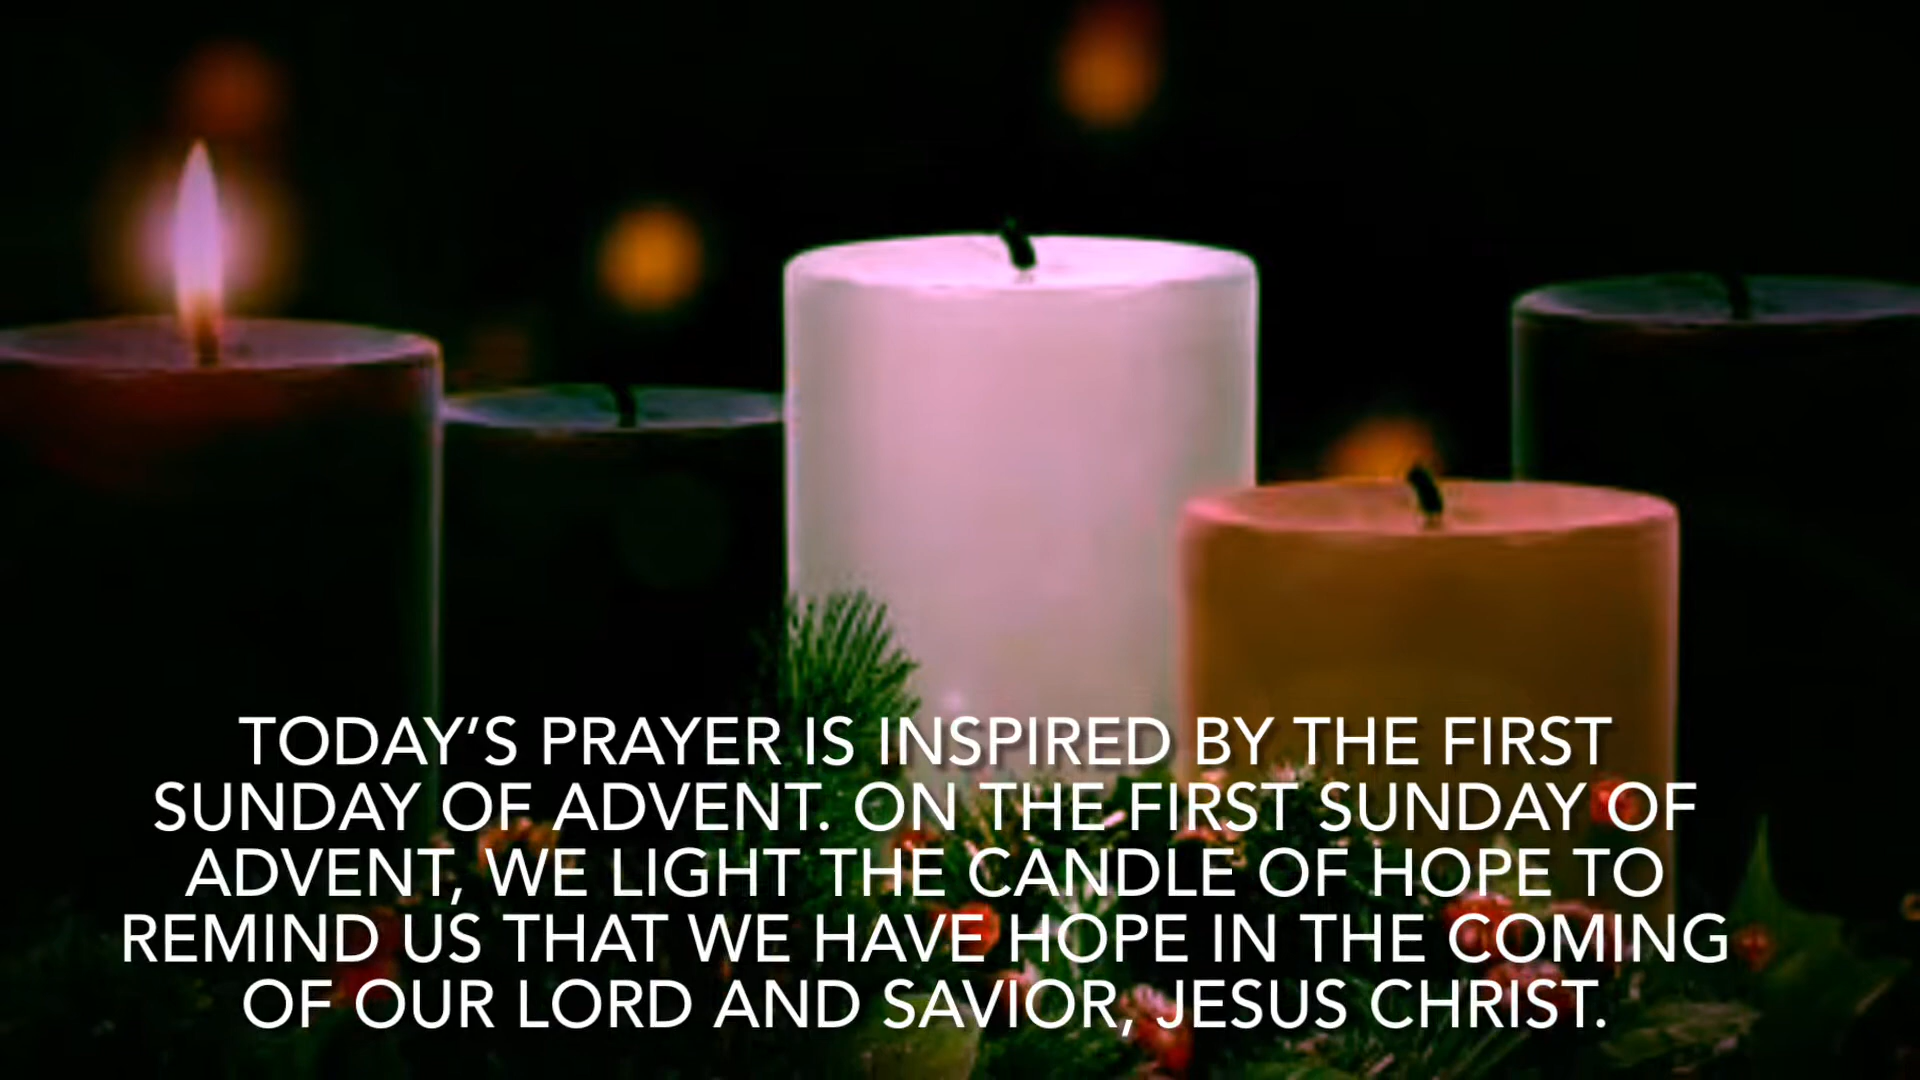 TODAY’S PRAYER IS INSPIRED BY THE FIRST
SUNDAY OF ADVENT. ON THE FIRST SUNDAY OF
ADVENT, WE LIGHT THE CANDLE OF HOPE TO
REMIND US THAT WE HAVE HOPE IN THE COMING
OF OUR LORD AND SAVIOR, JESUS CHRIST.